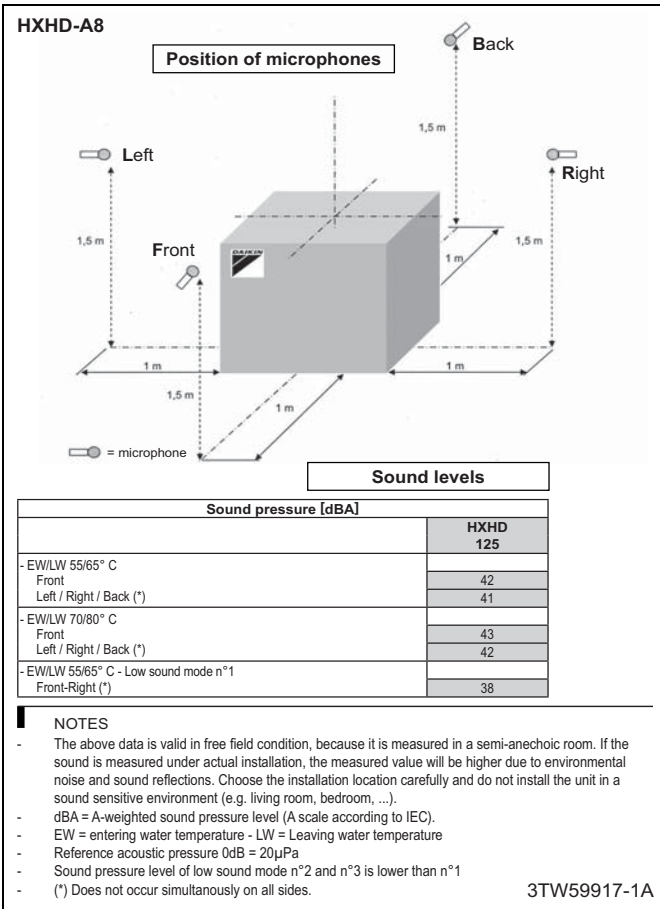 HXHD-A8
Position of microphones
Back
1,5 m
Left
Right
1,5 m
Front
DAIKIN
1,5 m
1 m
1 m
1 m
1,5 m
1 m
= microphone
Sound levels
Sound pressure [dBA]
HXHD
125
- EW/LW 55/65° C
Front 42
Left / Right / Back (*) 41
- EW/LW 70/80° C
Front 43
Left / Right / Back (*) 42
- EW/LW 55/65° C - Low sound mode n°1
Front-Right (*) 38
NOTES
- The above data is valid in free field condition, because it is measured in a semi-anechoic room. If the
sound is measured under actual installation, the measured value will be higher due to environmental
noise and sound reflections. Choose the installation location carefully and do not install the unit in a
sound sensitive environment (e.g. living room, bedroom, ...).
- dBA = A-weighted sound pressure level (A scale according to IEC).
- EW = entering water temperature - LW = Leaving water temperature
- Reference acoustic pressure 0dB = 20µPa
- Sound pressure level of low sound mode n°2 and n°3 is lower than n°1
- (*) Does not occur simultanously on all sides.
3TW59917-1A